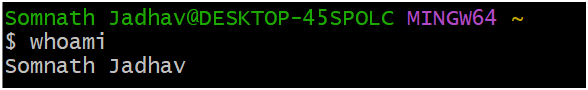 Somnath Jadhav@DESKTOP-45SPOLC MINGW64 ~
$ whoami
Somnath Jadhav